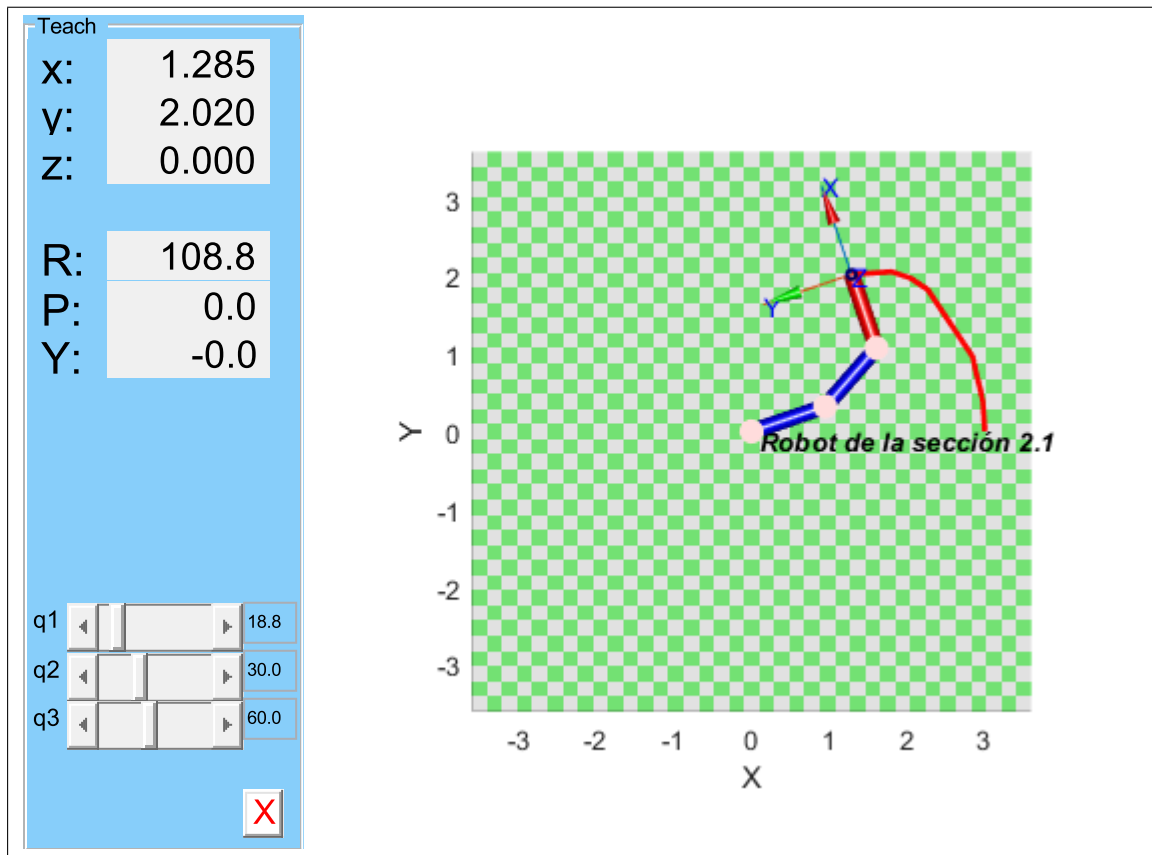 Teach
x: 1.285
y: 2.020
z: 0.000
R: 108.8
P: 0.0
Y: -0.0
q1 18.8
q2 30.0
q3 60.0
X
3
2
1
0
-1
-2
-3
Y
X
Y
Z
Robot de la sección 2.1
-3 -2 -1 0 1 2 3
X